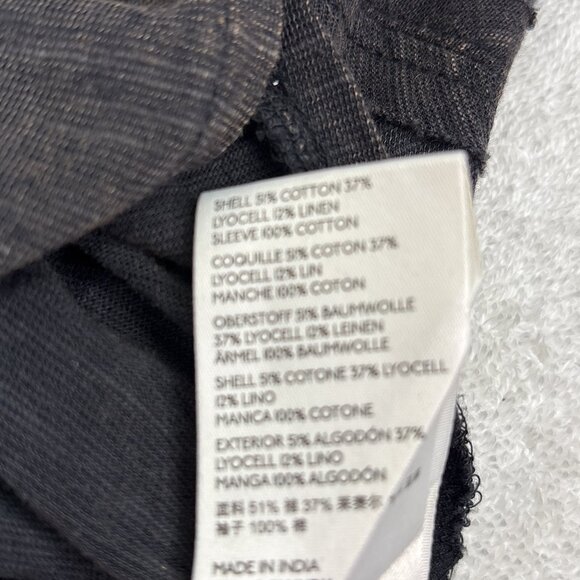 SHELL 51% COTTON 37%
LYOCELL 12% LINEN
SLEEVE 100% COTTON
COQUILLE 51% COTON 37%
LYOCELL 12% LIN
MANCHE 100% COTON
OBERSTOFF 51% BAUMWOLLE
37% LYOCELL 12% LEINEN
ÄRMEL 100% BAUMWOLLE
SHELL 51% COTONE 37% LYOCELL
12% LINO
MANICA 100% COTONE
EXTERIOR 51% ALGODÓN 37%
LYOCELL 12% LINO
MANGA 100% ALGODÓN
面料 51% 棉 37% 莱赛尔
袖子 100% 棉
MADE IN INDIA